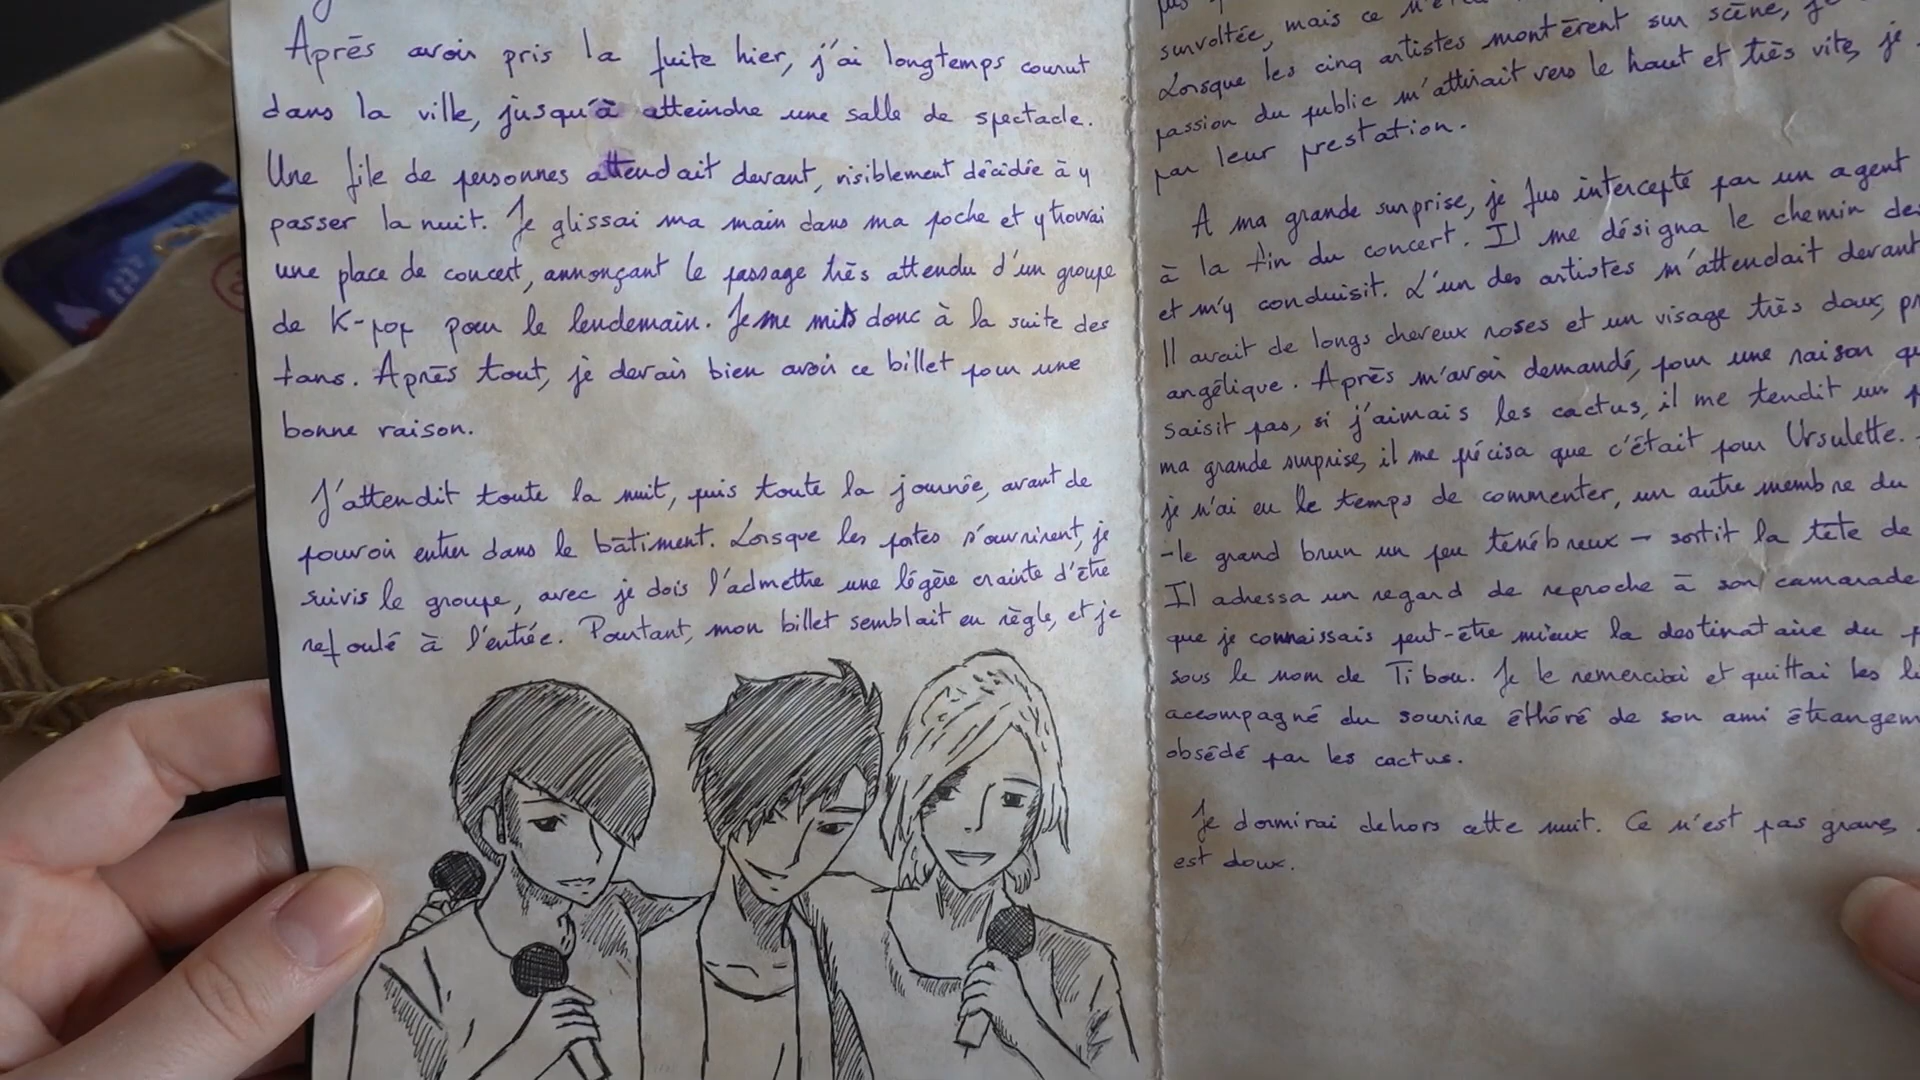 Après avoir pris la fuite hier, j'ai longtemps courut
dans la ville, jusqu'à atteindre une salle de spectacle.
Une file de personnes attendait devant, visiblement décidée à y
passer la nuit. Je glissai ma main dans ma poche et y trouvai
une place de concert, annonçant le passage très attendu d'un groupe
de K-pop pour le lendemain. Je me mis donc à la suite des
fans. Après tout, je devais bien avoir ce billet pour une
bonne raison.
J'attendit toute la nuit, puis toute la journée, avant de
pouvoir entrer dans le bâtiment. Lorsque les portes s'ouvrirent, je
suivis le groupe, avec je dois l'admettre une légère crainte d'être
refoulé à l'entrée. Pourtant, mon billet semblait en règle, et je
survoltée, mais ce
Lorsque les cinq artistes montèrent sur scène,
passion du public m'attirait vers le haut et très vite, je
par leur prestation.
A ma grande surprise, je fus intercepté par un agent
à la fin du concert. Il me désigna le chemin des
et m'y conduisit. L'un des artistes m'attendait devant
Il avait de longs cheveux roses et un visage très doux,
angélique. Après m'avoir demandé, pour une raison
saisit pas, si j'aimais les cactus, il me tendit un
ma grande surprise, il me précisa que c'était pour Ursulette.
je n'ai eu le temps de commenter, un autre membre du
-le grand brun un peu ténébreux - sortit la tête de
Il adressa un regard de reproche à son camarade
que je connaissais peut-être mieux la destinataire du
sous le nom de Tibou. Je le remerciai et quittai les
accompagné du sourire éthéré de son ami
obsédé par les cactus.
Je dormirai dehors cette nuit. Ce n'est pas grave,
est doux.